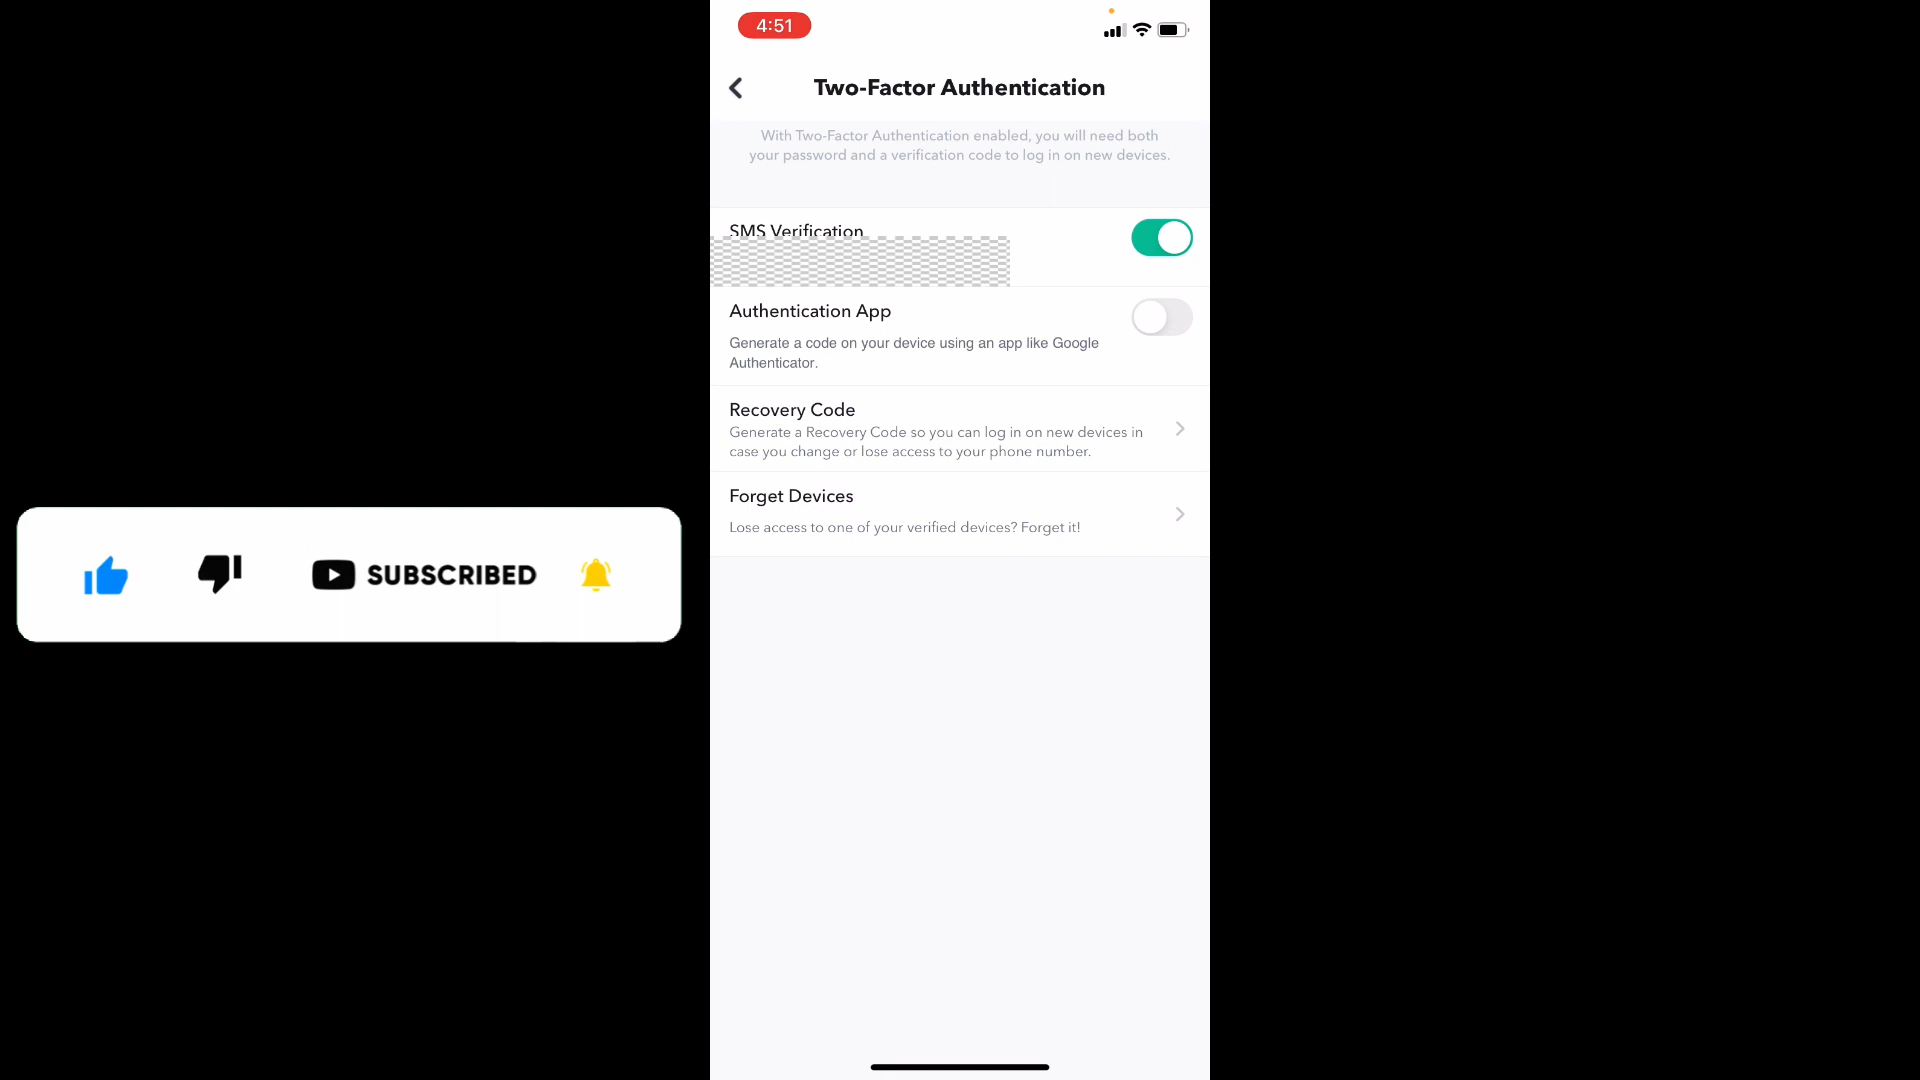 4:51
Two-Factor Authentication
With Two-Factor Authentication enabled, you will need both
your password and a verification code to log in on new devices.
SMS Verification
Authentication App
Generate a code on your device using an app like Google
Authenticator.
Recovery Code
Generate a Recovery Code so you can log in on new devices in
case you change or lose access to your phone number.
Forget Devices
Lose access to one of your verified devices? Forget it!
SUBSCRIBED